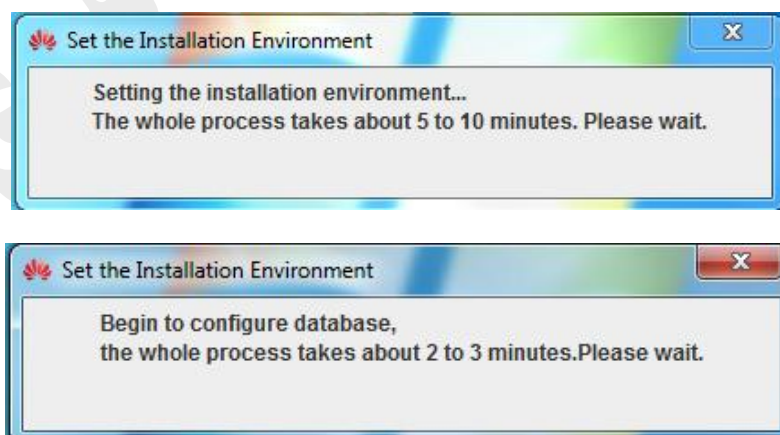 Set the Installation Environment
Setting the installation environment...
The whole process takes about 5 to 10 minutes. Please wait.
Set the Installation Environment
Begin to configure database,
the whole process takes about 2 to 3 minutes.Please wait.